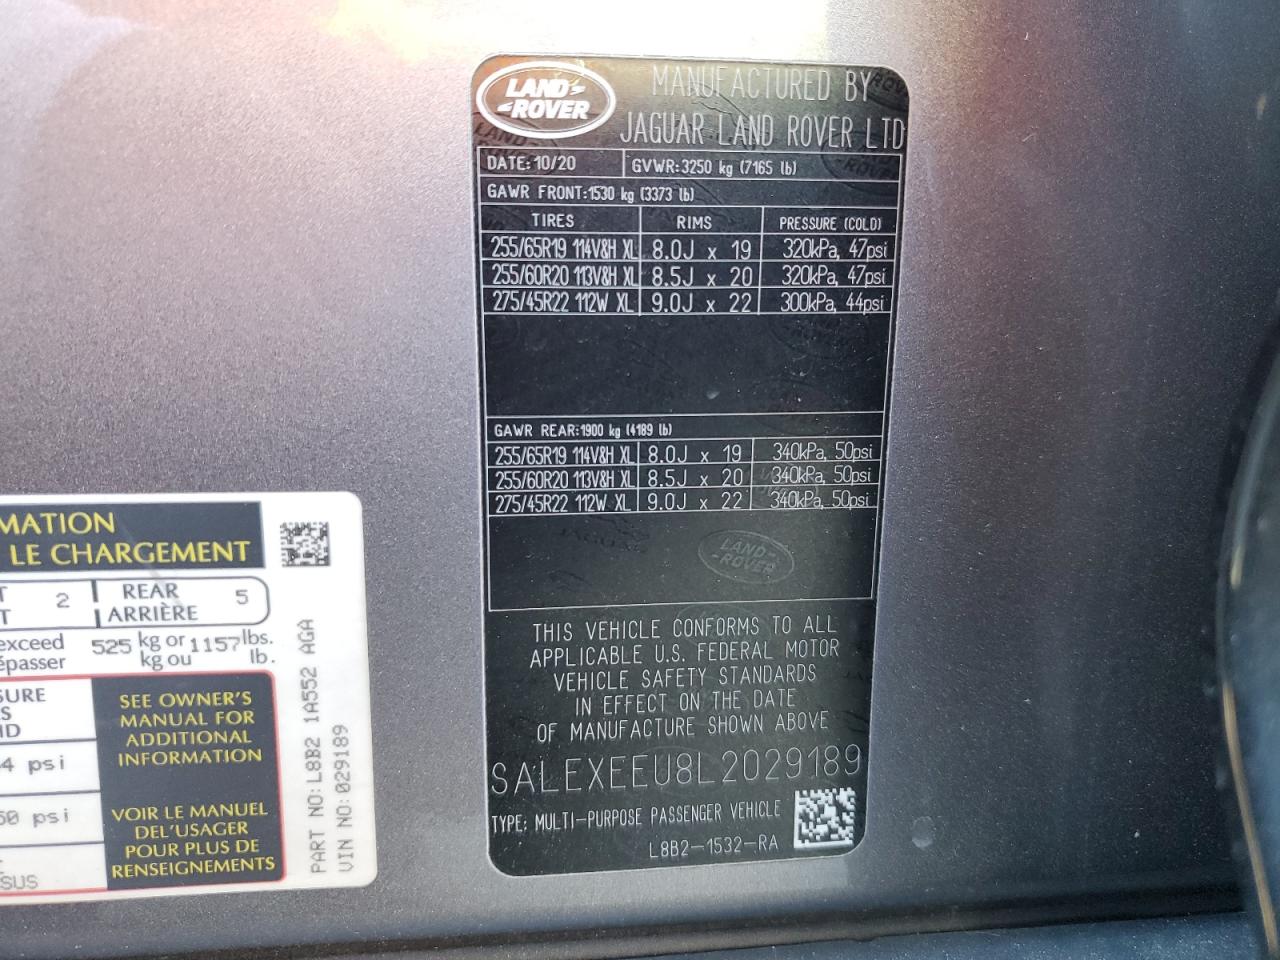 LAND ROVER
MANUFACTURED BY
JAGUAR LAND ROVER LTD
DATE: 10/20 GVWR: 3250 kg (7165 lb)
GAWR FRONT: 1530 kg (3373 lb)
TIRES RIMS PRESSURE (COLD)
255/65R19 114V&H XL 8.0J x 19 320kPa, 47psi
255/60R20 113V&H XL 8.5J x 20 320kPa, 47psi
275/45R22 112W XL 9.0J x 22 300kPa, 44psi
GAWR REAR: 1900 kg (4189 lb)
255/65R19 114V&H XL 8.0J x 19 340kPa, 50psi
255/60R20 113V&H XL 8.5J x 20 340kPa, 50psi
275/45R22 112W XL 9.0J x 22 340kPa, 50psi
JAGUAR
LAND ROVER
THIS VEHICLE CONFORMS TO ALL
APPLICABLE U.S. FEDERAL MOTOR
VEHICLE SAFETY STANDARDS
IN EFFECT ON THE DATE
OF MANUFACTURE SHOWN ABOVE
SALEXEEU8L2029189
TYPE: MULTI-PURPOSE PASSENGER VEHICLE
L8B2-1532-RA
MATION
LE CHARGEMENT
T 2 REAR 5
T ARRIÈRE
exceed 525 kg or 1157 lbs.
épasser kg ou lb.
SURE
S
ID
4 psi
50 psi
SUS
SEE OWNER'S
MANUAL FOR
ADDITIONAL
INFORMATION
VOIR LE MANUEL
DEL'USAGER
POUR PLUS DE
RENSEIGNEMENTS
PART NO: L8B2 1A552 AGA
VIN NO: 029189